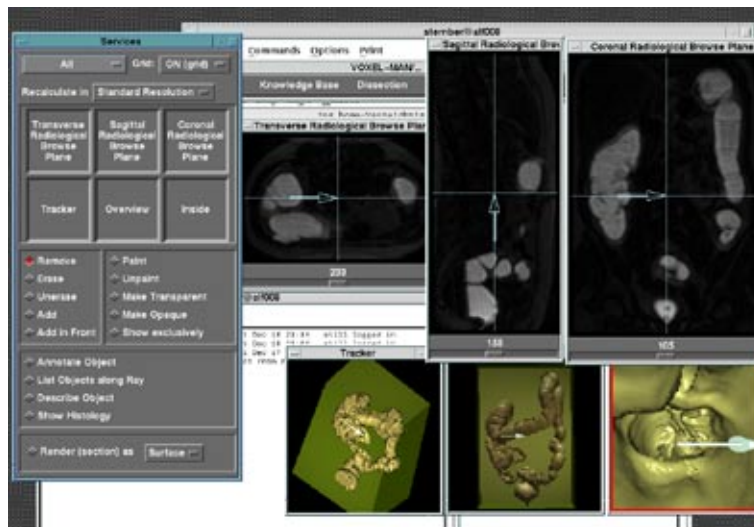 Services
All Grid: ON (grid)
Recalculate in Standard Resolution
Transverse Radiological Browse Plane
Sagittal Radiological Browse Plane
Coronal Radiological Browse Plane
Tracker Overview Inside
Remove Paint
Erase Unpaint
Unerase Make Transparent
Add Make Opaque
Add in Front Show exclusively
Annotate Object
List Objects along Ray
Describe Object
Show Histology
Render (section) as Surface
Commands Options Print
VOXEL-MAN/
Knowledge Base Dissection
Transverse Radiological Browse Plane
Sagittal Radiological Brow
Coronal Radiological Browse Plane
still logged in
Tracker
105